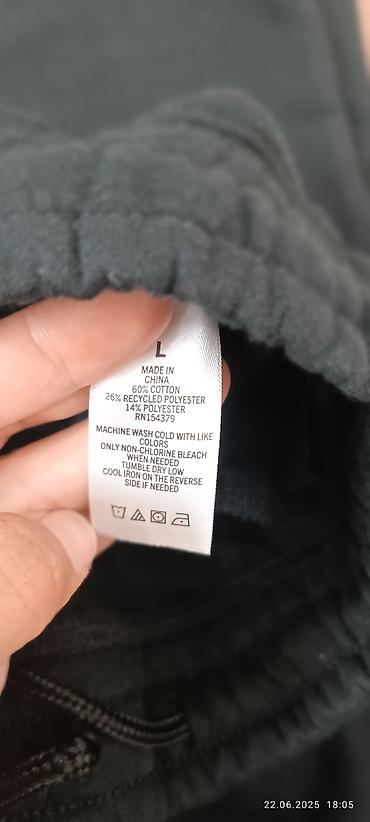 L
MADE IN
CHINA
60% COTTON
26% RECYCLED POLYESTER
14% POLYESTER
RN154379
MACHINE WASH COLD WITH LIKE
COLORS
ONLY NON-CHLORINE BLEACH
WHEN NEEDED
TUMBLE DRY LOW
COOL IRON ON THE REVERSE
SIDE IF NEEDED
22.06.2025 18:05